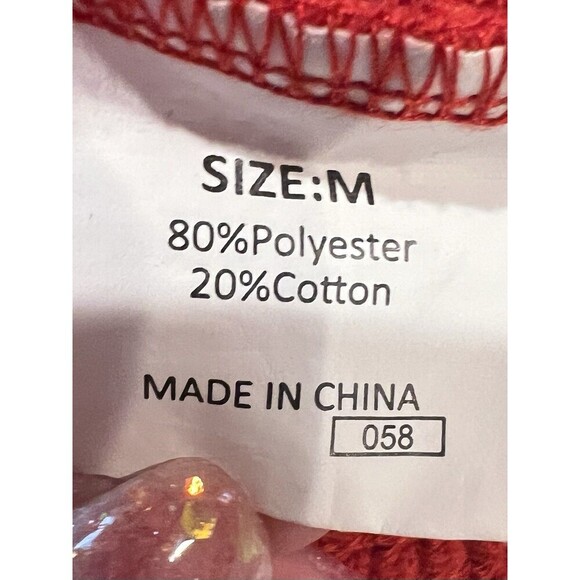 SIZE:M
80%Polyester
20%Cotton
MADE IN CHINA
058